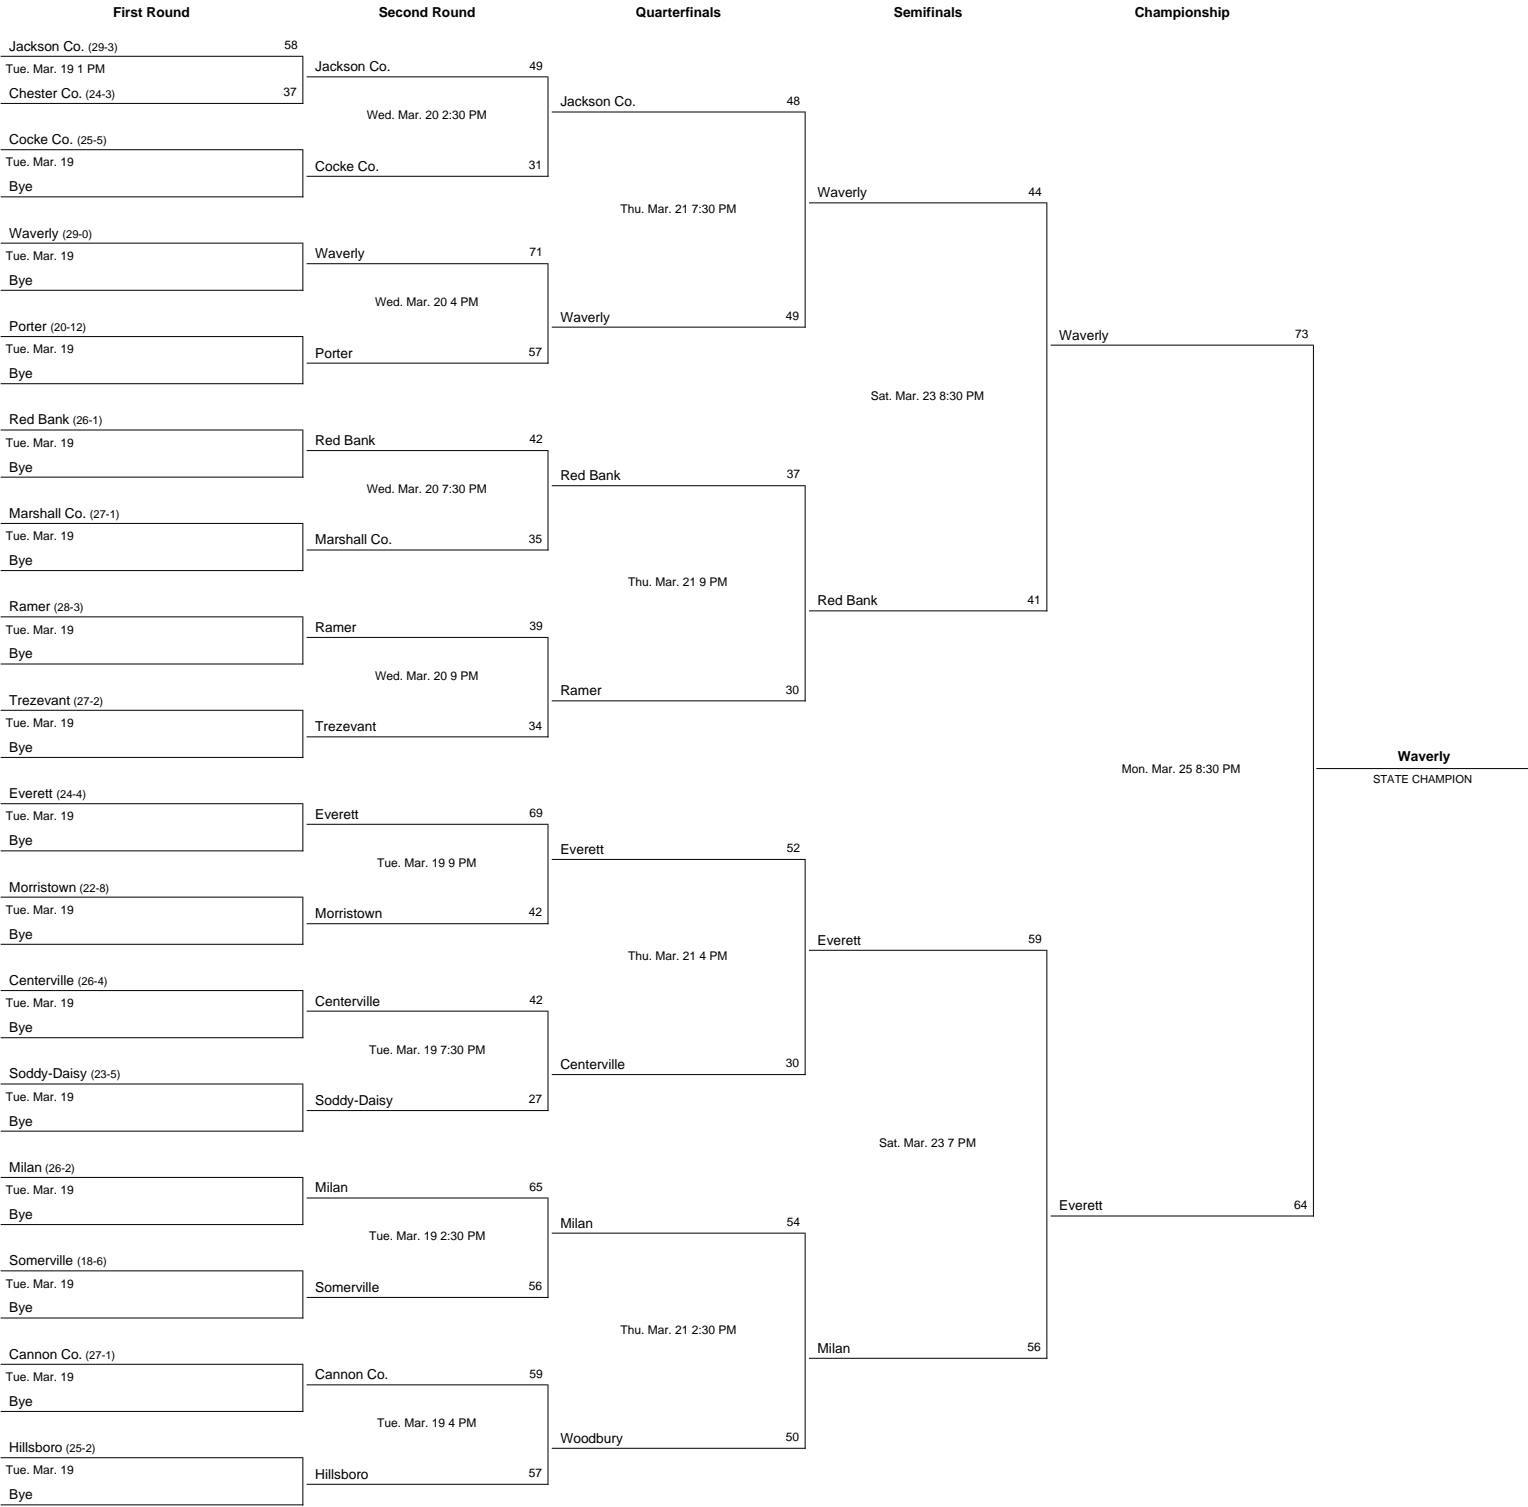 First Round
Second Round
Quarterfinals
Semifinals
Championship
Jackson Co. (29-3) 58
Tue. Mar. 19 1 PM
Chester Co. (24-3) 37
Cocke Co. (25-5)
Tue. Mar. 19
Bye
Waverly (29-0)
Tue. Mar. 19
Bye
Porter (20-12)
Tue. Mar. 19
Bye
Red Bank (26-1)
Tue. Mar. 19
Bye
Marshall Co. (27-1)
Tue. Mar. 19
Bye
Ramer (28-3)
Tue. Mar. 19
Bye
Trezevant (27-2)
Tue. Mar. 19
Bye
Everett (24-4)
Tue. Mar. 19
Bye
Morristown (22-8)
Tue. Mar. 19
Bye
Centerville (26-4)
Tue. Mar. 19
Bye
Soddy-Daisy (23-5)
Tue. Mar. 19
Bye
Milan (26-2)
Tue. Mar. 19
Bye
Somerville (18-6)
Tue. Mar. 19
Bye
Cannon Co. (27-1)
Tue. Mar. 19
Bye
Hillsboro (25-2)
Tue. Mar. 19
Bye
Jackson Co. 49
Wed. Mar. 20 2:30 PM
Cocke Co. 31
Waverly 71
Wed. Mar. 20 4 PM
Porter 57
Red Bank 42
Wed. Mar. 20 7:30 PM
Marshall Co. 35
Ramer 39
Wed. Mar. 20 9 PM
Trezevant 34
Everett 69
Tue. Mar. 19 9 PM
Morristown 42
Centerville 42
Tue. Mar. 19 7:30 PM
Soddy-Daisy 27
Milan 65
Tue. Mar. 19 2:30 PM
Somerville 56
Cannon Co. 59
Tue. Mar. 19 4 PM
Hillsboro 57
Jackson Co. 48
Thu. Mar. 21 7:30 PM
Waverly 49
Red Bank 37
Thu. Mar. 21 9 PM
Ramer 30
Everett 52
Thu. Mar. 21 4 PM
Centerville 30
Milan 54
Thu. Mar. 21 2:30 PM
Woodbury 50
Waverly 44
Sat. Mar. 23 8:30 PM
Red Bank 41
Everett 59
Sat. Mar. 23 7 PM
Milan 56
Waverly 73
Mon. Mar. 25 8:30 PM
Everett 64
Waverly
STATE CHAMPION